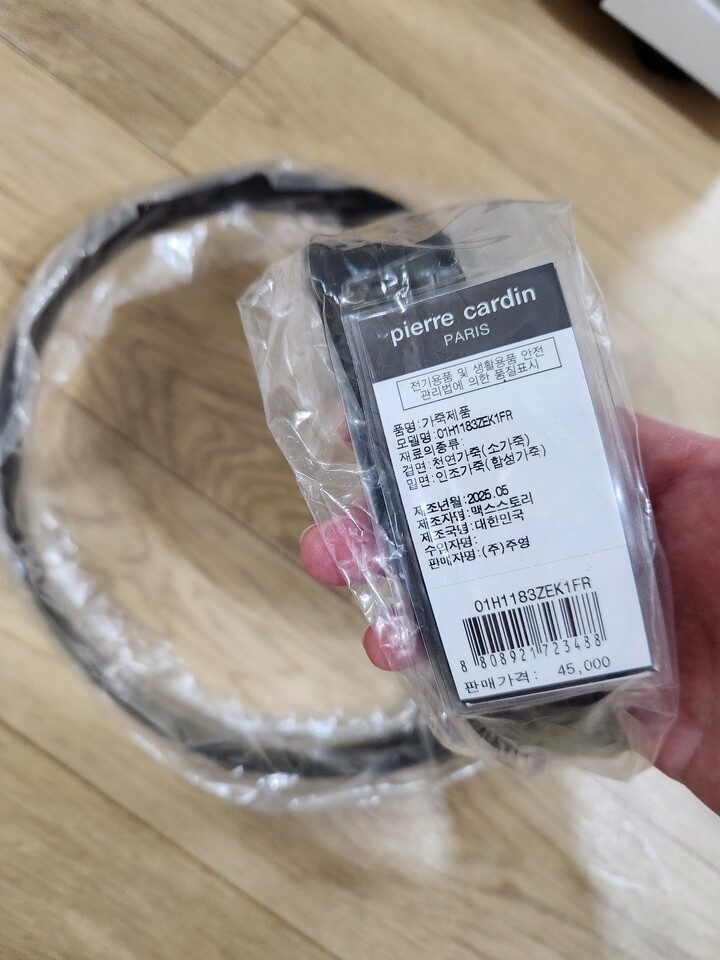 pierre cardin
PARIS
전기용품 및 생활용품 안전
관리법에 의한 품질표시
품명:가죽제품
모델명:01H1183ZEK1FR
재료의종류:
겉면:천연가죽(소가죽)
밑면:인조가죽(합성가죽)
제조년월:2025.05
제조자명:맥스스토리
제조국명:대한민국
수입자명:
판매자명:(주)주영
01H1183ZEK1FR
8 808921 723488
판매가격: 45,000